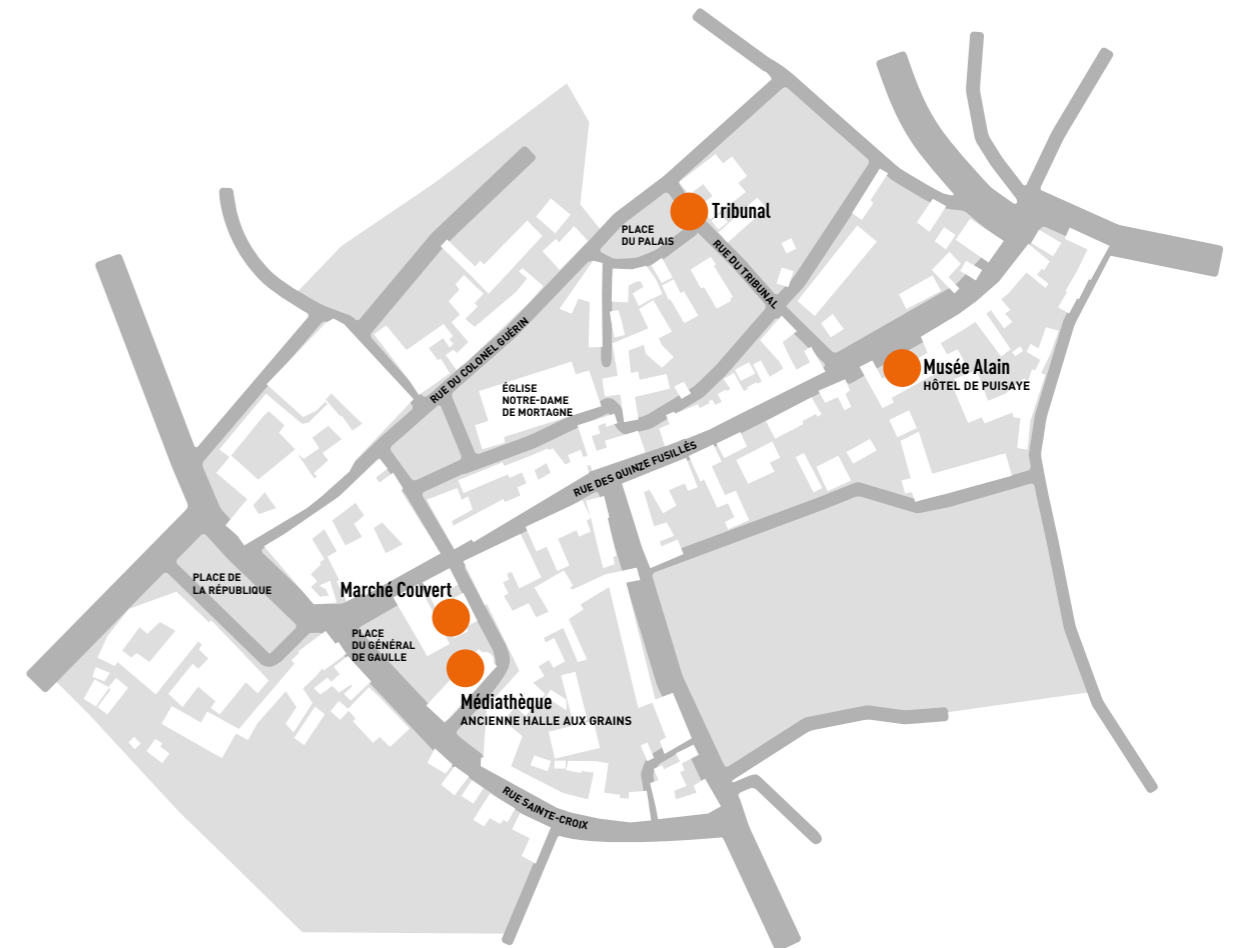 Tribunal
PLACE
DU PALAIS
RUE DU TRIBUNAL
RUE DU COLONEL GUÉRIN
Musée Alain
HÔTEL DE PUISAYE
ÉGLISE
NOTRE-DAME
DE MORTAGNE
RUE DES QUINZE FUSILLÉS
PLACE DE
LA RÉPUBLIQUE
Marché Couvert
PLACE
DU GÉNÉRAL
DE GAULLE
Médiathèque
ANCIENNE HALLE AUX GRAINS
RUE SAINTE-CROIX